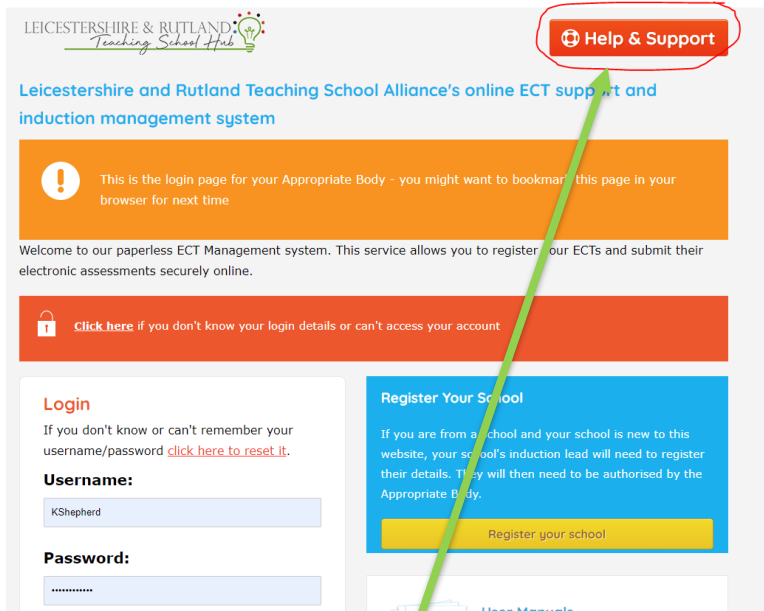 LEICESTERSHIRE & RUTLAND
Teaching School Hub
Help & Support
Leicestershire and Rutland Teaching School Alliance's online ECT support and
induction management system
This is the login page for your Appropriate Body - you might want to bookmark this page in your
browser for next time
Welcome to our paperless ECT Management system. This service allows you to register your ECTs and submit their
electronic assessments securely online.
Click here if you don't know your login details or can't access your account
Login
If you don't know or can't remember your
username/password click here to reset it.
Username:
KShepherd
Password:
••••••••••••
Register Your School
If you are from a school and your school is new to this
website, your school's induction lead will need to register
their details. They will then need to be authorised by the
Appropriate Body.
Register your school
User Manuals